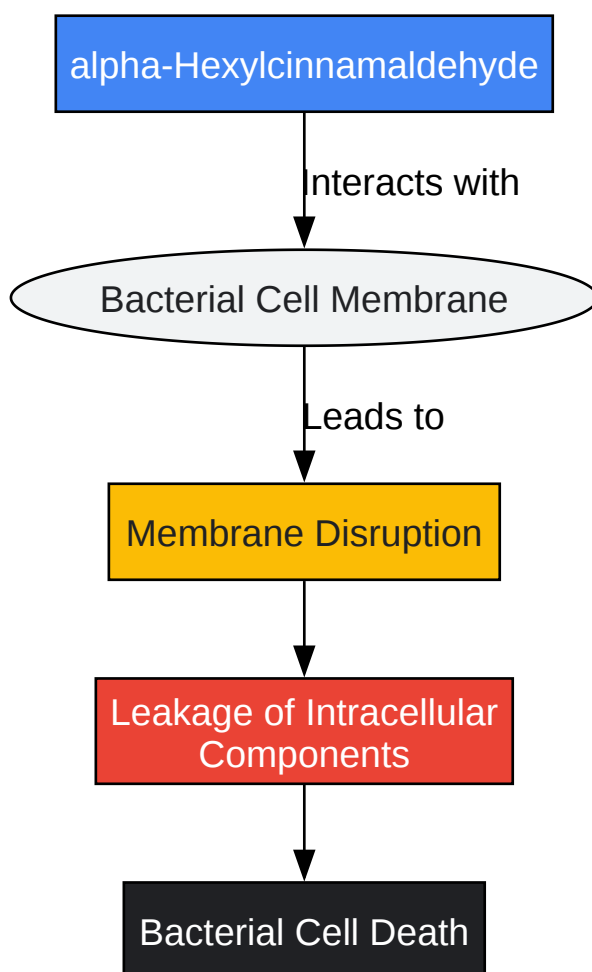 alpha-Hexylcinnamaldehyde
Interacts with
Bacterial Cell Membrane
Leads to
Membrane Disruption
Leakage of Intracellular
Components
Bacterial Cell Death